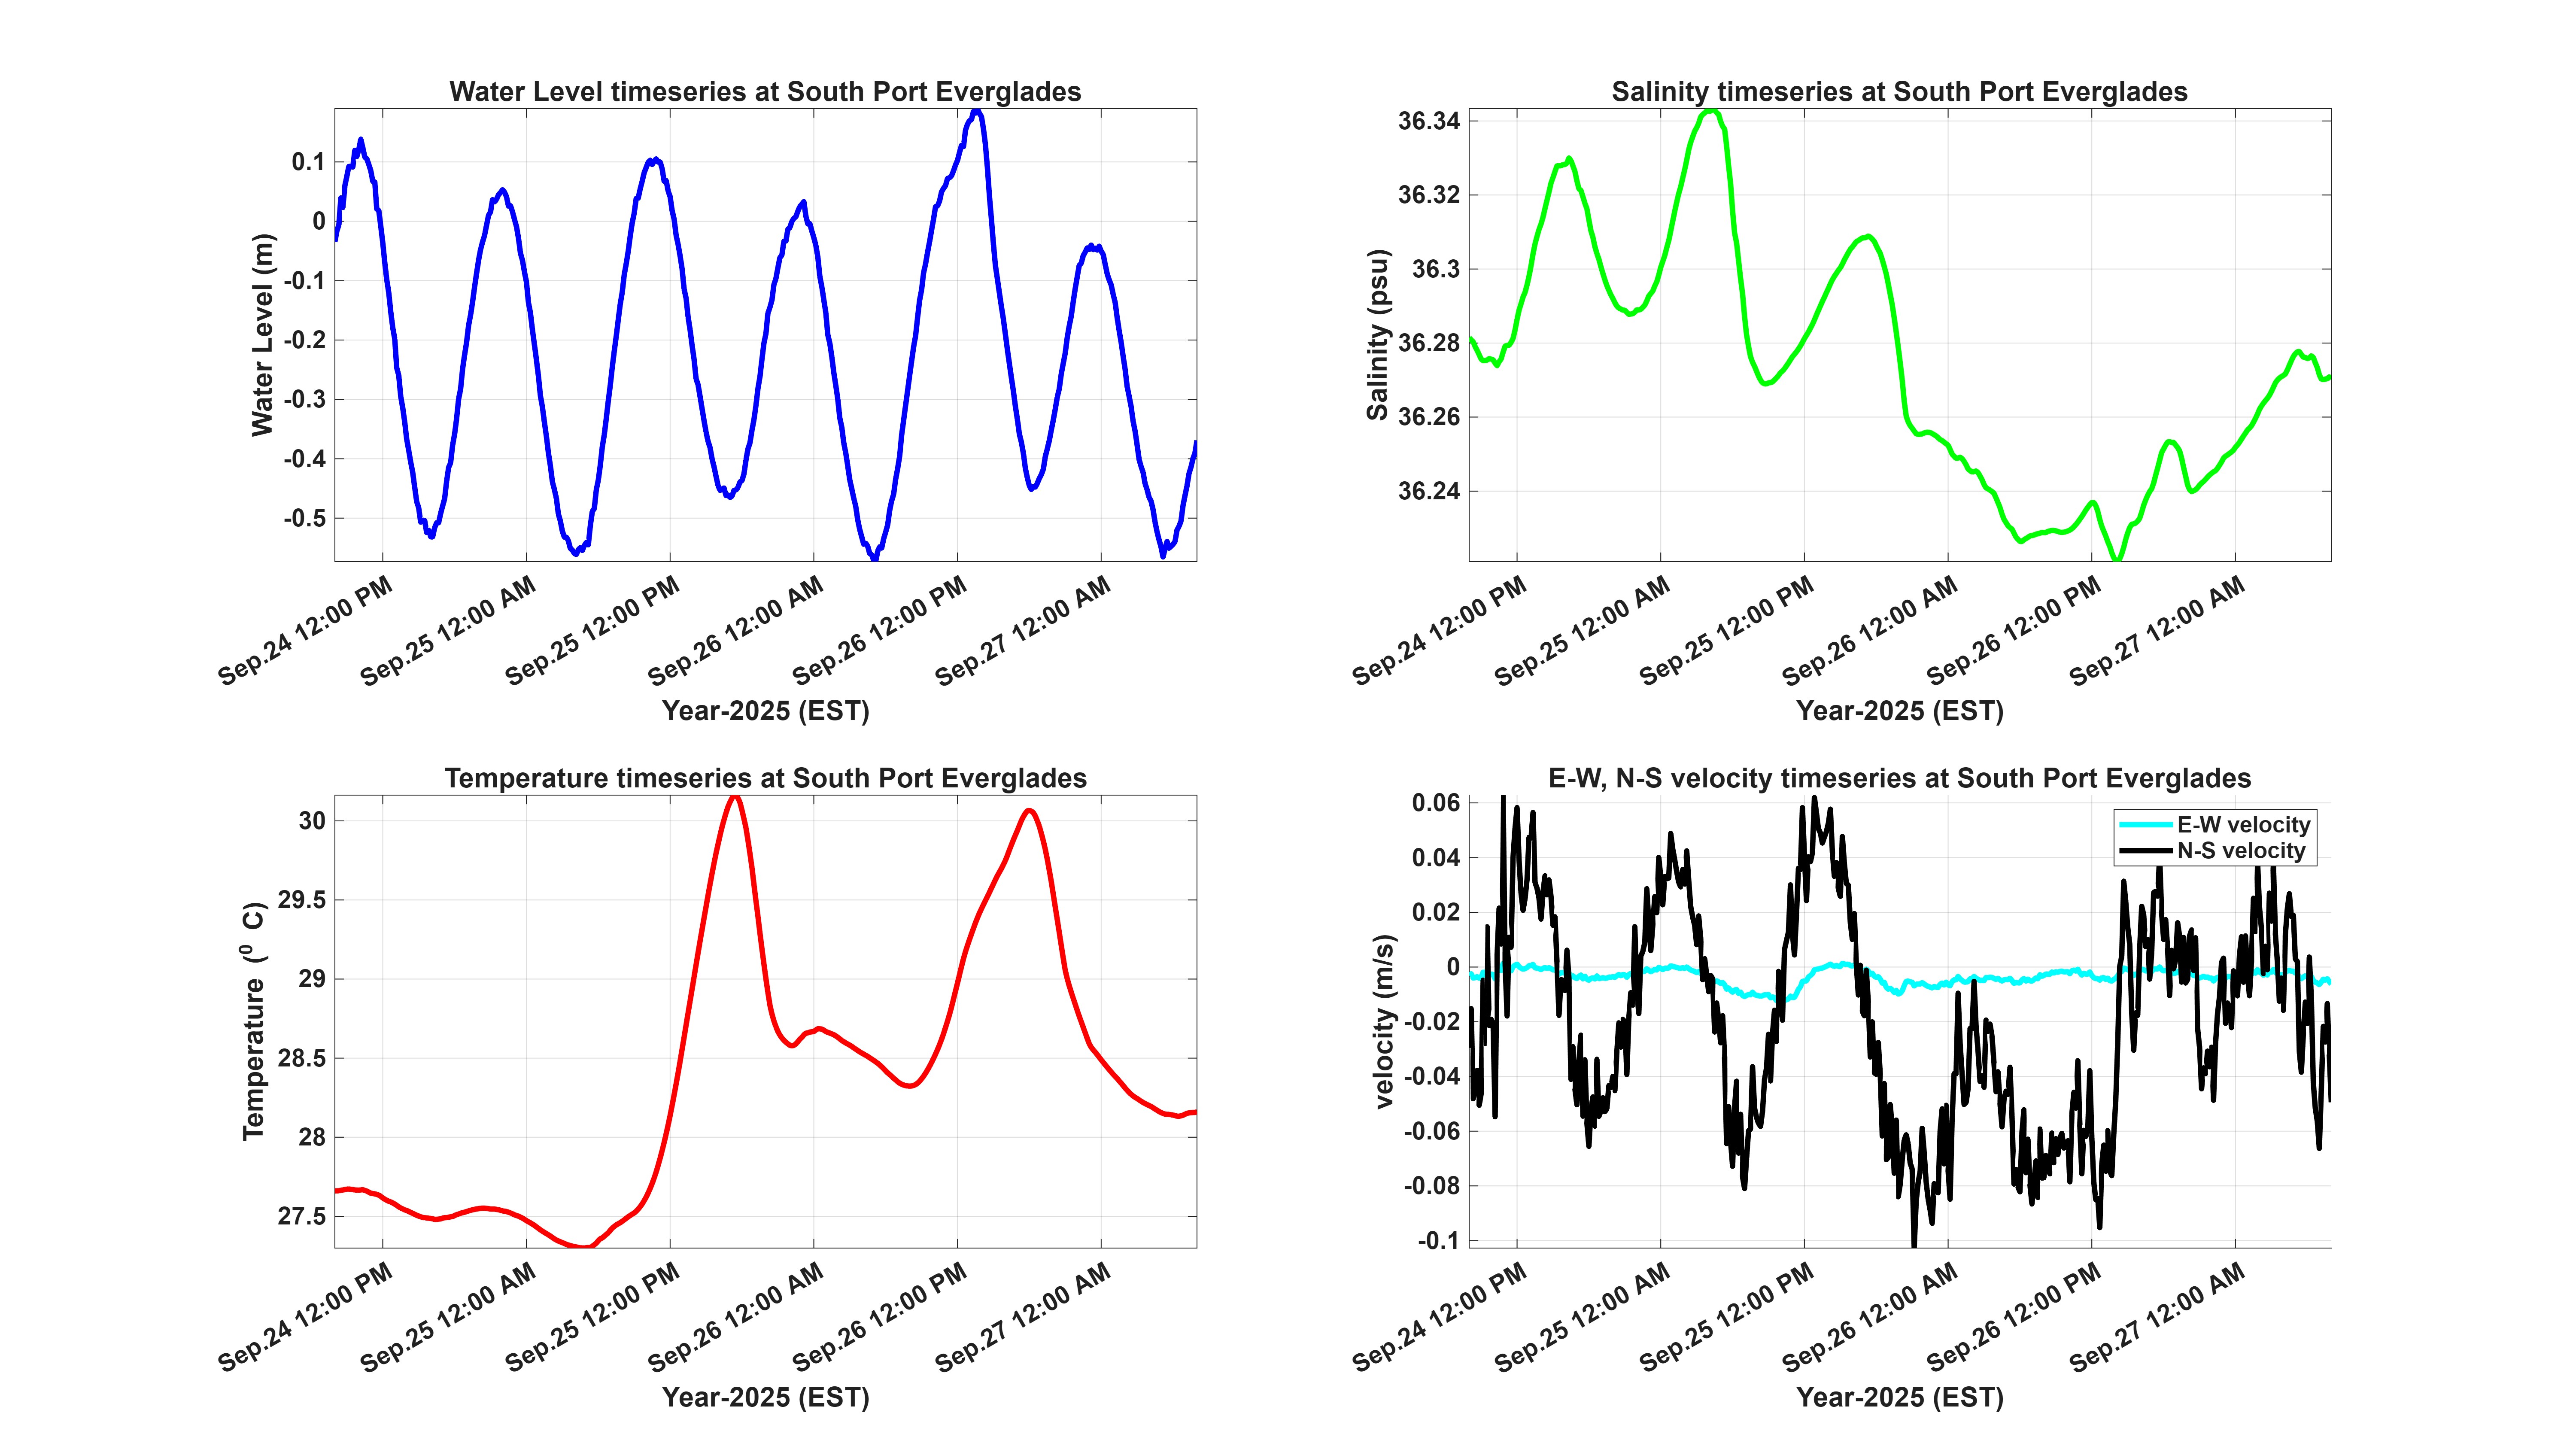 Water Level timeseries at South Port Everglades
0.1
0
-0.1
-0.2
-0.3
-0.4
-0.5
Water Level (m)
Sep.24 12:00 PM
Sep.25 12:00 AM
Sep.25 12:00 PM
Sep.26 12:00 AM
Sep.26 12:00 PM
Sep.27 12:00 AM
Year-2025 (EST)
Salinity timeseries at South Port Everglades
36.34
36.32
36.3
36.28
36.26
36.24
Salinity (psu)
Sep.24 12:00 PM
Sep.25 12:00 AM
Sep.25 12:00 PM
Sep.26 12:00 AM
Sep.26 12:00 PM
Sep.27 12:00 AM
Year-2025 (EST)
Temperature timeseries at South Port Everglades
30
29.5
29
28.5
28
27.5
Temperature (⁰ C)
Sep.24 12:00 PM
Sep.25 12:00 AM
Sep.25 12:00 PM
Sep.26 12:00 AM
Sep.26 12:00 PM
Sep.27 12:00 AM
Year-2025 (EST)
E-W, N-S velocity timeseries at South Port Everglades
0.06
0.04
0.02
0
-0.02
-0.04
-0.06
-0.08
-0.1
velocity (m/s)
E-W velocity
N-S velocity
Sep.24 12:00 PM
Sep.25 12:00 AM
Sep.25 12:00 PM
Sep.26 12:00 AM
Sep.26 12:00 PM
Sep.27 12:00 AM
Year-2025 (EST)